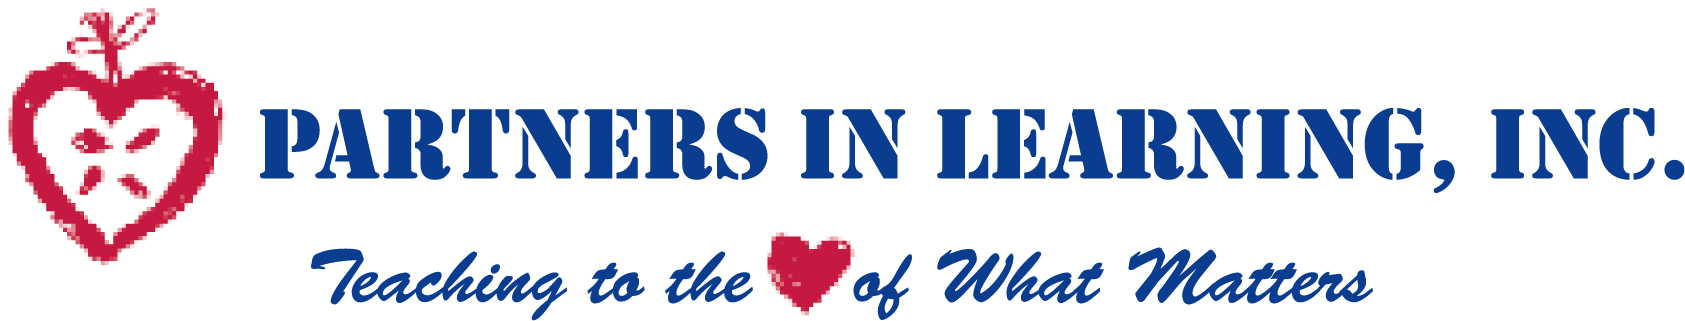 PARTNERS IN LEARNING, INC.
Teaching to the ♥ of What Matters